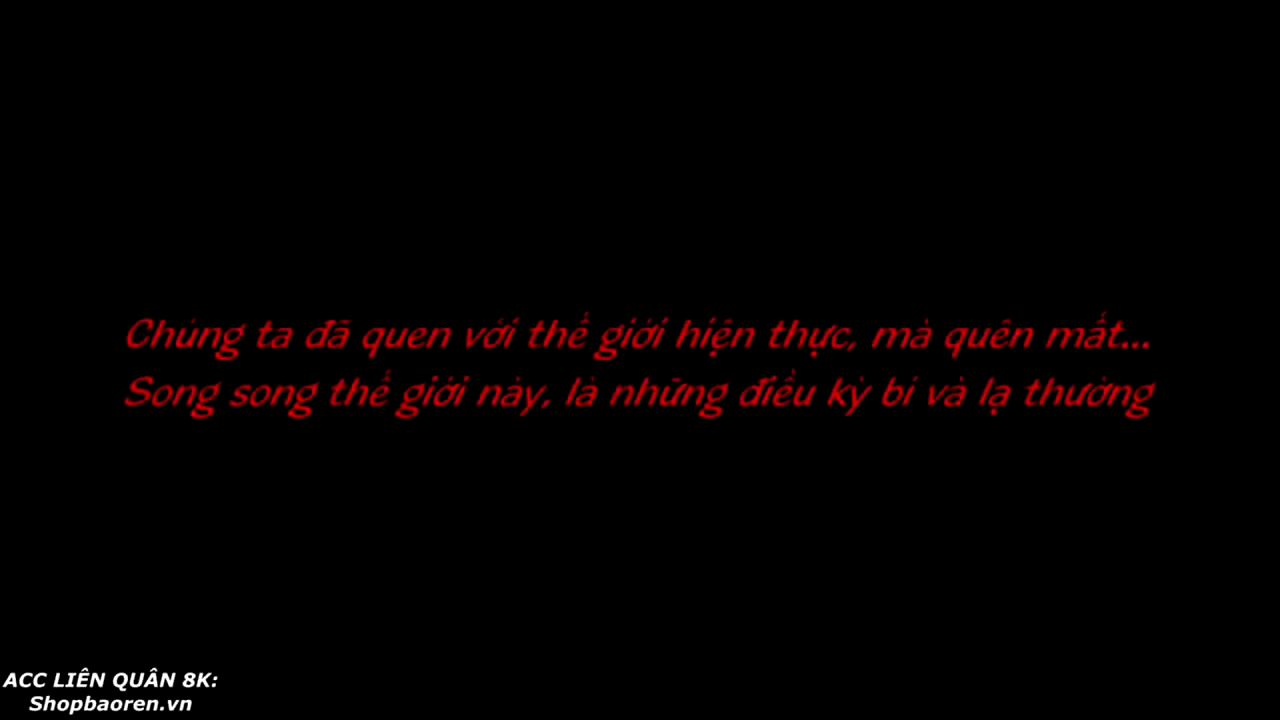 Chúng ta đã quen với thế giới hiện thực, mà quên mất...
Song song thế giới này, là những điều kỳ bí và lạ thường
ACC LIÊN QUÂN 8K:
Shopbaoren.vn